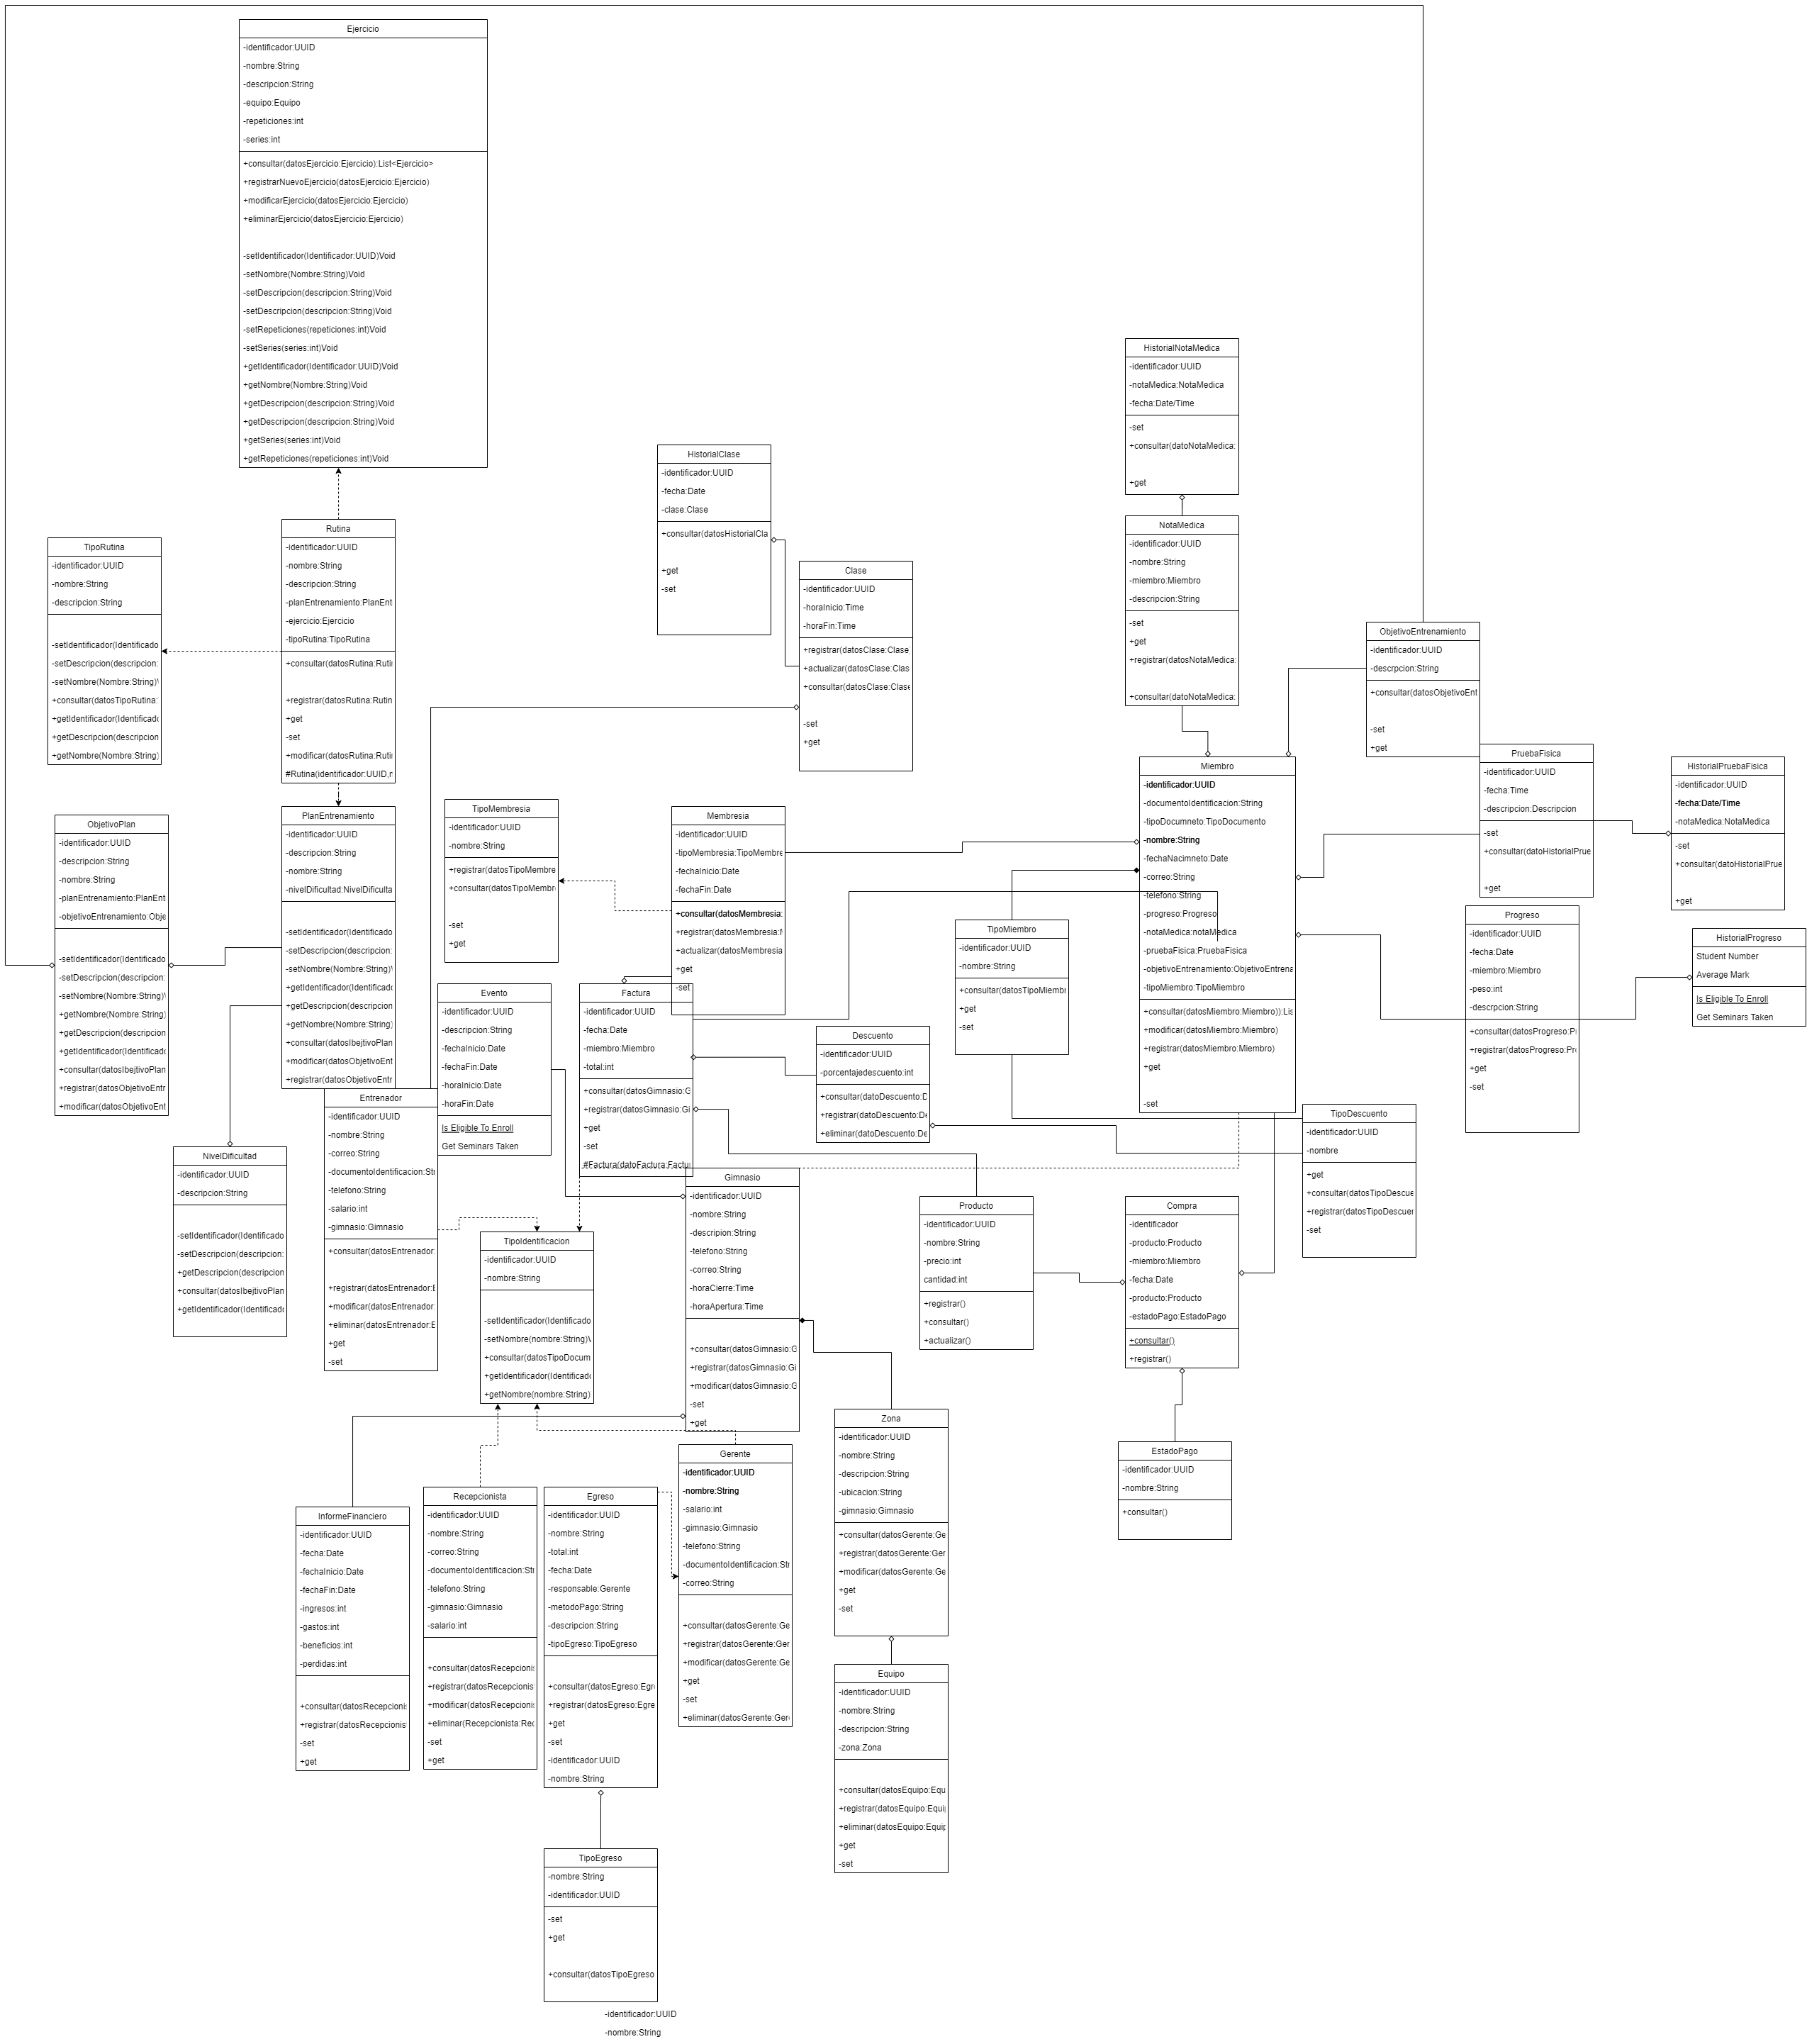 Ejercicio
-identificador:UUID
-nombre:String
-descripcion:String
-equipo:Equipo
-repeticiones:int
-series:int
+consultar(datosEjercicio:Ejercicio):List<Ejercicio>
+registrarNuevoEjercicio(datosEjercicio:Ejercicio)
+modificarEjercicio(datosEjercicio:Ejercicio)
+eliminarEjercicio(datosEjercicio:Ejercicio)
-setIdentificador(Identificador:UUID)Void
-setNombre(Nombre:String)Void
-setDescripcion(descripcion:String)Void
-setDescripcion(descripcion:String)Void
-setRepeticiones(repeticiones:int)Void
-setSeries(series:int)Void
+getIdentificador(Identificador:UUID)Void
+getNombre(Nombre:String)Void
+getDescripcion(descripcion:String)Void
+getDescripcion(descripcion:String)Void
+getSeries(series:int)Void
+getRepeticiones(repeticiones:int)Void
HistorialNotaMedica
-identificador:UUID
-notaMedica:NotaMedica
-fecha:Date/Time
-set
+consultar(datoNotaMedica:
+get
HistorialClase
-identificador:UUID
-fecha:Date
-clase:Clase
+consultar(datosHistorialCla
+get
-set
NotaMedica
-identificador:UUID
-nombre:String
-miembro:Miembro
-descripcion:String
-set
+get
+registrar(datosNotaMedica:
+consultar(datoNotaMedica:
Rutina
-identificador:UUID
-nombre:String
-descripcion:String
-planEntrenamiento:PlanEnt
-ejercicio:Ejercicio
-tipoRutina:TipoRutina
+consultar(datosRutina:Ruti
+registrar(datosRutina:Rutin
+get
-set
+modificar(datosRutina:Ruti
#Rutina(identificador:UUID,n
TipoRutina
-identificador:UUID
-nombre:String
-descripcion:String
-setIdentificador(Identificado
-setDescripcion(descripcion:
-setNombre(Nombre:String)\
+consultar(datosTipoRutina:
+getIdentificador(Identificado
+getDescripcion(descripcion
+getNombre(Nombre:String)
Clase
-identificador:UUID
-horaInicio:Time
-horaFin:Time
+registrar(datosClase:Clase
+actualizar(datosClase:Clas
+consultar(datosClase:Clase
-set
+get
ObjetivoEntrenamiento
-identificador:UUID
-descrpcion:String
+consultar(datosObjetivoEnt
-set
+get
PruebaFisica
-identificador:UUID
-fecha:Time
-descripcion:Descripcion
-set
+consultar(datoHistorialPrue
+get
HistorialPruebaFisica
-identificador:UUID
-fecha:Date/Time
-notaMedica:NotaMedica
-set
+consultar(datoHistorialPrue
+get
Miembro
-identificador:UUID
-documentoIdentificacion:String
-tipoDocumneto:TipoDocumento
-nombre:String
-fechaNacimneto:Date
-correo:String
-telefono:String
-progreso:Progreso
-notaMedica:notaMedica
-pruebaFisica:PruebaFisica
-objetivoEntrenamiento:ObjetivoEntrena
-tipoMiembro:TipoMiembro
+consultar(datosMiembro:Miembro)):Lis
+modificar(datosMiembro:Miembro)
+registrar(datosMiembro:Miembro)
+get
-set
ObjetivoPlan
-identificador:UUID
-descripcion:String
-nombre:String
-planEntrenamiento:PlanEnt
-objetivoEntrenamiento:Obje
-setIdentificador(Identificado
-setDescripcion(descripcion:
-setNombre(Nombre:String)\
+getNombre(Nombre:String)
+getDescripcion(descripcion
+getIdentificador(Identificado
+consultar(datosIbejtivoPlan
+registrar(datosObjetivoEntr
+modificar(datosObjetivoEnt
PlanEntrenamiento
-identificador:UUID
-descripcion:String
-nombre:String
-nivelDificultad:NivelDificulta
-setIdentificador(Identificado
-setDescripcion(descripcion:
-setNombre(Nombre:String)\
+getIdentificador(Identificado
+getDescripcion(descripcion
+getNombre(Nombre:String)
+consultar(datosIbejtivoPlan
+modificar(datosObjetivoEnt
+registrar(datosObjetivoEntr
TipoMembresia
-identificador:UUID
-nombre:String
+registrar(datosTipoMembre
+consultar(datosTipoMembr
-set
+get
Membresia
-identificador:UUID
-tipoMembresia:TipoMembre
-fechaInicio:Date
-fechaFin:Date
+consultar(datosMembresia:
+registrar(datosMembresia:M
+actualizar(datosMembresia
+get
-set
Progreso
-identificador:UUID
-fecha:Date
-miembro:Miembro
-peso:int
-descrpcion:String
+consultar(datosProgreso:Pr
+registrar(datosProgreso:Pro
+get
-set
HistorialProgreso
Student Number
Average Mark
Is Eligible To Enroll
Get Seminars Taken
TipoMiembro
-identificador:UUID
-nombre:String
+consultar(datosTipoMiembr
+get
-set
Evento
-identificador:UUID
-descripcion:String
-fechaInicio:Date
-fechaFin:Date
-horaInicio:Date
-horaFin:Date
Is Eligible To Enroll
Get Seminars Taken
Factura
-identificador:UUID
-fecha:Date
-miembro:Miembro
-total:int
+consultar(datosGimnasio:G
+registrar(datosGimnasio:Gi
+get
-set
#Factura(datoFactura:Factur
Descuento
-identificador:UUID
-porcentajedescuento:int
+consultar(datoDescuento:D
+registrar(datoDescuento:De
+eliminar(datoDescuento:De
Entrenador
-identificador:UUID
-nombre:String
-correo:String
-documentoIdentificacion:Str
-telefono:String
-salario:int
-gimnasio:Gimnasio
+consultar(datosEntrenador:
+registrar(datosEntrenador:E
+modificar(datosEntrenador:
+eliminar(datosEntrenador:E
+get
-set
TipoDescuento
-identificador:UUID
-nombre
+get
+consultar(datosTipoDescue
+registrar(datosTipoDescuer
-set
NivelDificultad
-identificador:UUID
-descripcion:String
-setIdentificador(Identificado
-setDescripcion(descripcion:
+getDescripcion(descripcion
+consultar(datosIbejtivoPlan
+getIdentificador(Identificado
Gimnasio
-identificador:UUID
-nombre:String
-descripion:String
-telefono:String
-correo:String
-horaCierre:Time
-horaApertura:Time
+consultar(datosGimnasio:G
+registrar(datosGimnasio:Gi
+modificar(datosGimnasio:G
-set
+get
Producto
-identificador:UUID
-nombre:String
-precio:int
cantidad:int
+registrar()
+consultar()
+actualizar()
Compra
-identificador
-producto:Producto
-miembro:Miembro
-fecha:Date
-producto:Producto
-estadoPago:EstadoPago
+consultar()
+registrar()
TipoIdentificacion
-identificador:UUID
-nombre:String
-setIdentificador(Identificado
-setNombre(nombre:String)\
+consultar(datosTipoDocum
+getIdentificador(Identificado
+getNombre(nombre:String)
Zona
-identificador:UUID
-nombre:String
-descripcion:String
-ubicacion:String
-gimnasio:Gimnasio
+consultar(datosGerente:Ge
+registrar(datosGerente:Ger
+modificar(datosGerente:Ge
+get
-set
EstadoPago
-identificador:UUID
-nombre:String
+consultar()
Gerente
-identificador:UUID
-nombre:String
-salario:int
-gimnasio:Gimnasio
-telefono:String
-documentoIdentificacion:Str
-correo:String
+consultar(datosGerente:Ge
+registrar(datosGerente:Ger
+modificar(datosGerente:Ge
+get
-set
+eliminar(datosGerente:Ger
Recepcionista
-identificador:UUID
-nombre:String
-correo:String
-documentoIdentificacion:Str
-telefono:String
-gimnasio:Gimnasio
-salario:int
+consultar(datosRecepcionis
+registrar(datosRecepcionist
+modificar(datosRecepcionis
+eliminar(Recepcionista:Rec
-set
+get
Egreso
-identificador:UUID
-nombre:String
-total:int
-fecha:Date
-responsable:Gerente
-metodoPago:String
-descripcion:String
-tipoEgreso:TipoEgreso
+consultar(datosEgreso:Egre
+registrar(datosEgreso:Egre
+get
-set
-identificador:UUID
-nombre:String
InformeFinanciero
-identificador:UUID
-fecha:Date
-fechaInicio:Date
-fechaFin:Date
-ingresos:int
-gastos:int
-beneficios:int
-perdidas:int
+consultar(datosRecepcionis
+registrar(datosRecepcionist
-set
+get
Equipo
-identificador:UUID
-nombre:String
-descripcion:String
-zona:Zona
+consultar(datosEquipo:Equ
+registrar(datosEquipo:Equip
+eliminar(datosEquipo:Equip
+get
-set
TipoEgreso
-nombre:String
-identificador:UUID
-set
+get
+consultar(datosTipoEgreso
-identificador:UUID
-nombre:String